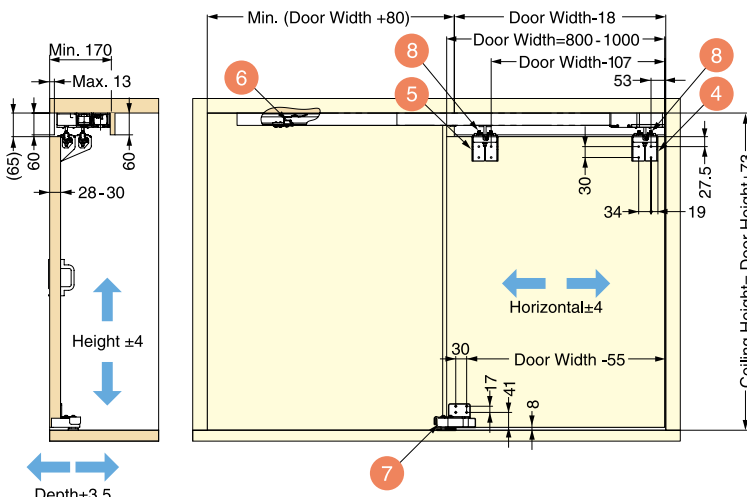 Min. (Door Width +80)
Door Width-18
Min. 170
Door Width=800-1000
8
8
Max. 13
6
Door Width-107
53
5
4
(65)
60
60
30
27.5
28-30
34
19
Ceiling Height= Door Height+73
Horizontal±4
Height ±4
30
Door Width -55
17
41
8
7
Depth±3.5